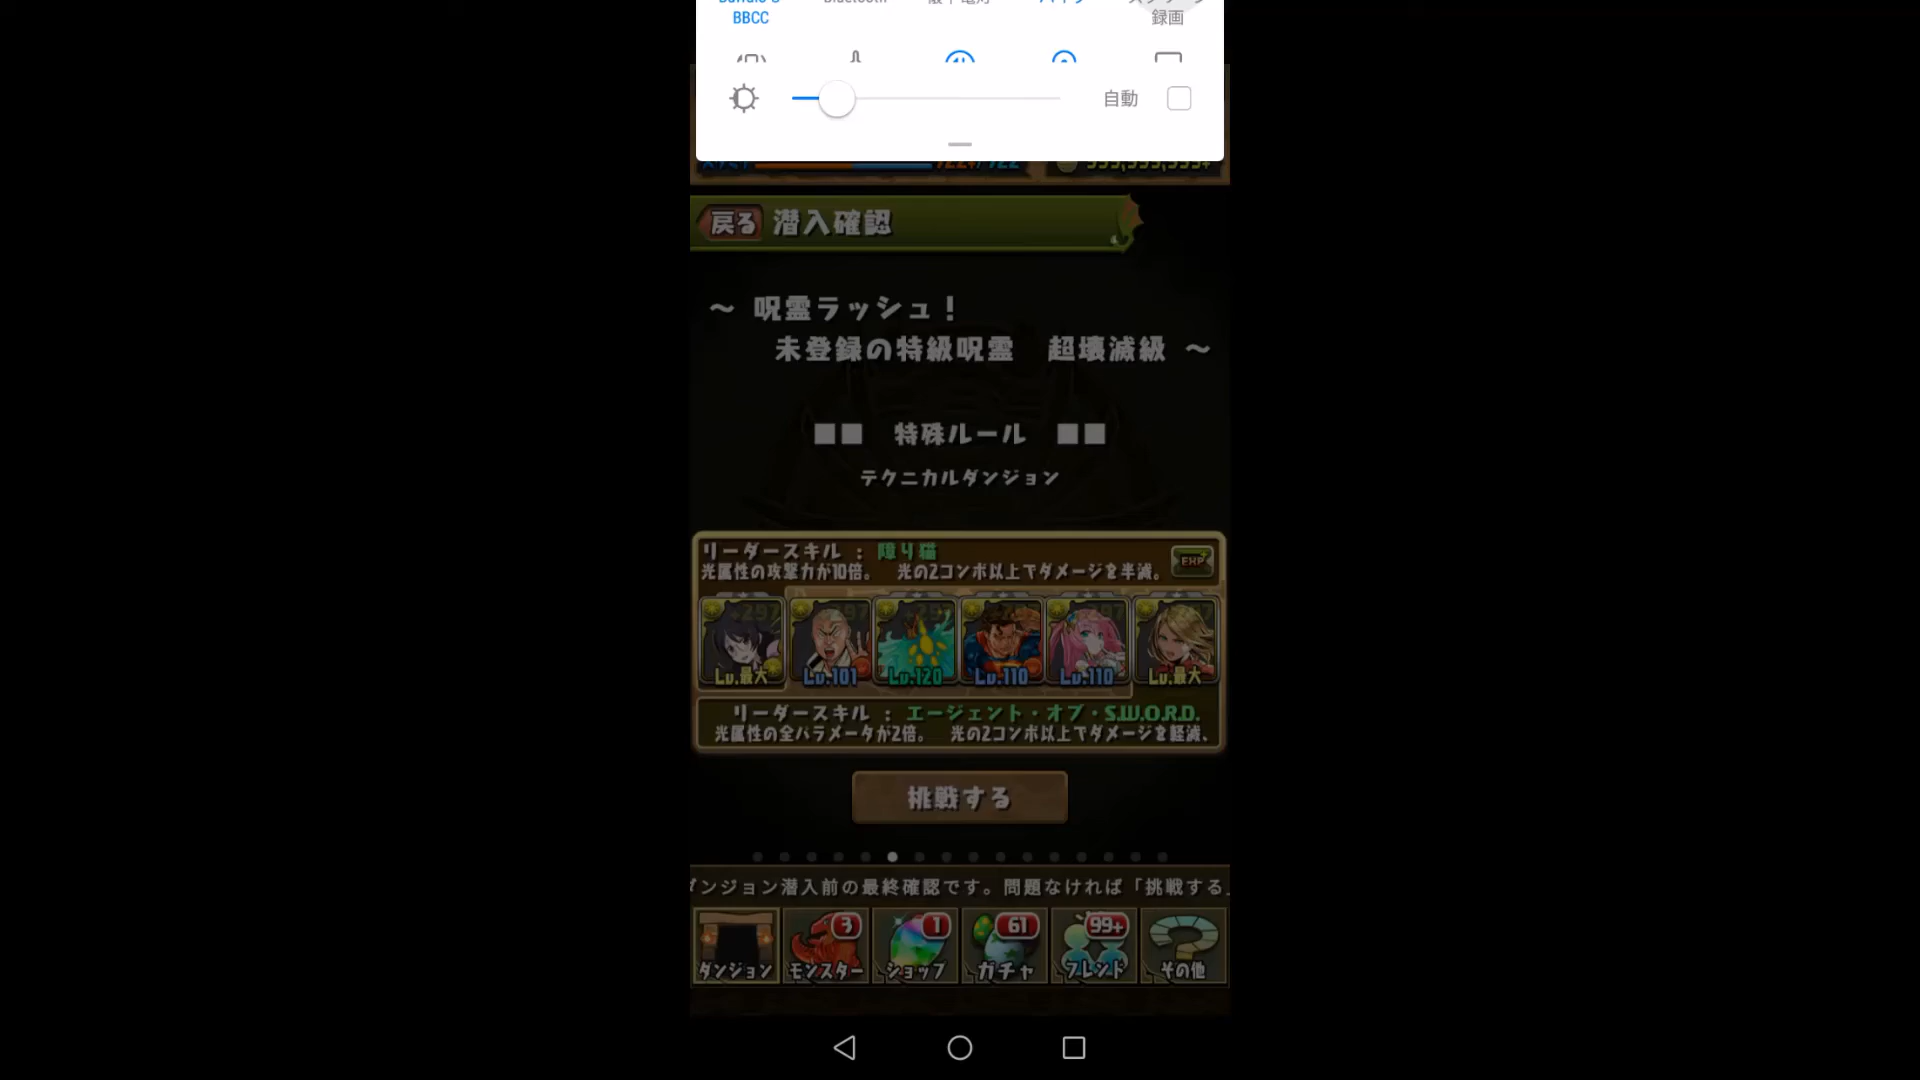 BBCC
録画
自動
戻る 潜入確認
～ 呪霊ラッシュ！
未登録の特級呪霊 超壊滅級 ～
■■ 特殊ルール ■■
テクニカルダンジョン
リーダースキル : 障り猫
EXP
光属性の攻撃力が10倍。 光の2コンボ以上でダメージを半減。
Lv.最大 Lv.101 Lv.120 Lv.110 Lv.110 Lv.最大
リーダースキル : エージェント・オブ・S.W.O.R.D.
光属性の全パラメータが2倍。 光の2コンボ以上でダメージを軽減、
挑戦する
ダンジョン潜入前の最終確認です。問題なければ「挑戦する」
3 1 61 99+
ダンジョン モンスター ショップ ガチャ フレンド その他